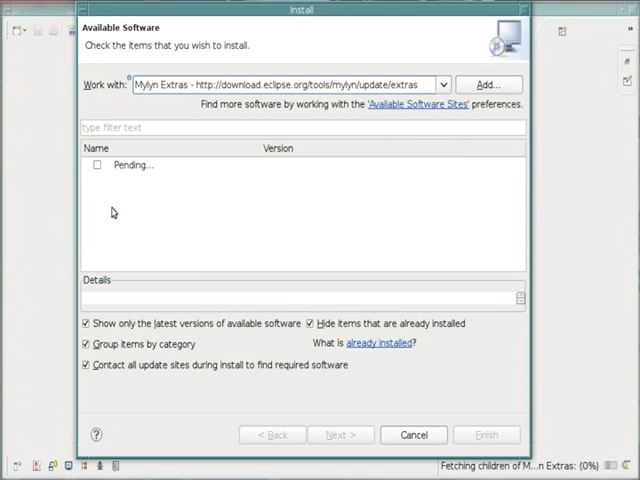 Install
Available Software
Check the items that you wish to install.
Work with: Mylyn Extras - http://download.eclipse.org/tools/mylyn/update/extras Add...
Find more software by working with the 'Available Software Sites' preferences.
type filter text
Name Version
Pending...
Details
Show only the latest versions of available software Hide items that are already installed
Group items by category What is already installed?
Contact all update sites during install to find required software
? < Back Next > Cancel Finish
Fetching children of M...n Extras: (0%)